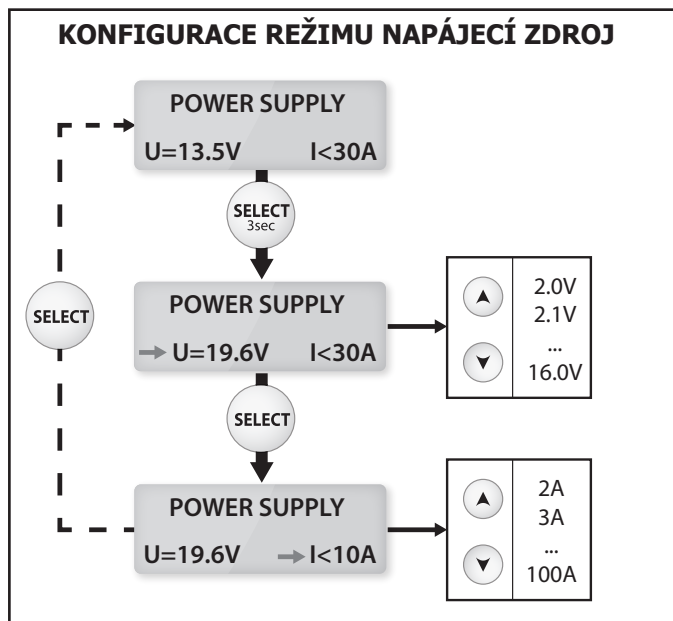 KONFIGURACE REŽIMU NAPÁJECÍ ZDROJ
POWER SUPPLY
U=13.5V I<30A
SELECT
3sec
POWER SUPPLY
U=19.6V I<30A
2.0V
2.1V
...
16.0V
SELECT
SELECT
POWER SUPPLY
U=19.6V I<10A
2A
3A
...
100A